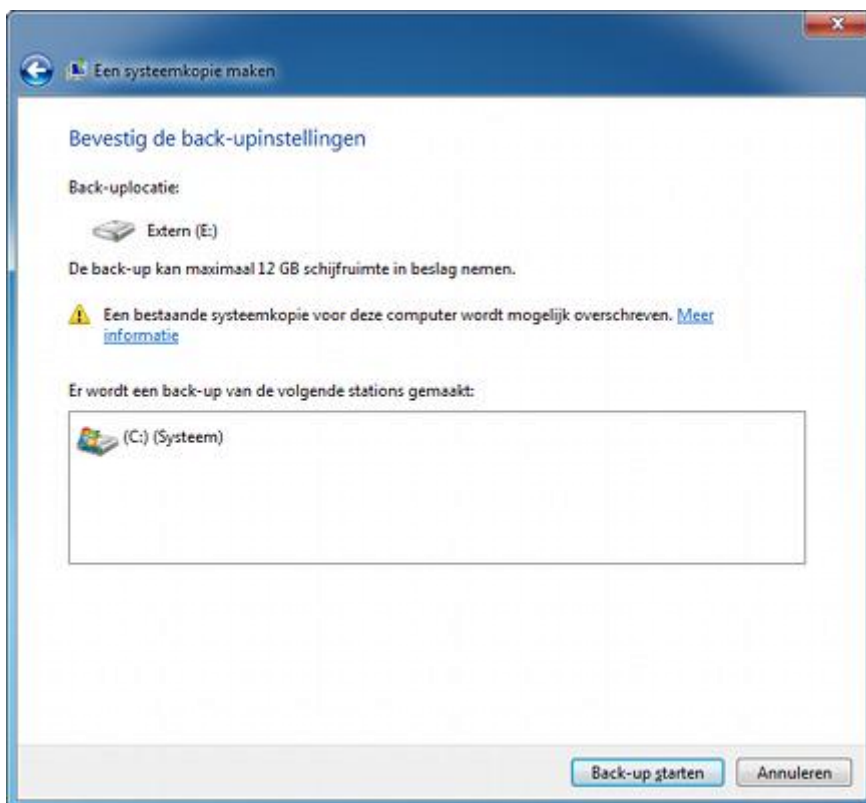 Een systeemkopie maken
Bevestig de back-upinstellingen
Back-uplocatie:
Extern (E:)
De back-up kan maximaal 12 GB schijfruimte in beslag nemen.
Een bestaande systeemkopie voor deze computer wordt mogelijk overschreven. Meer
informatie
Er wordt een back-up van de volgende stations gemaakt:
(C:) (Systeem)
Back-up starten Annuleren